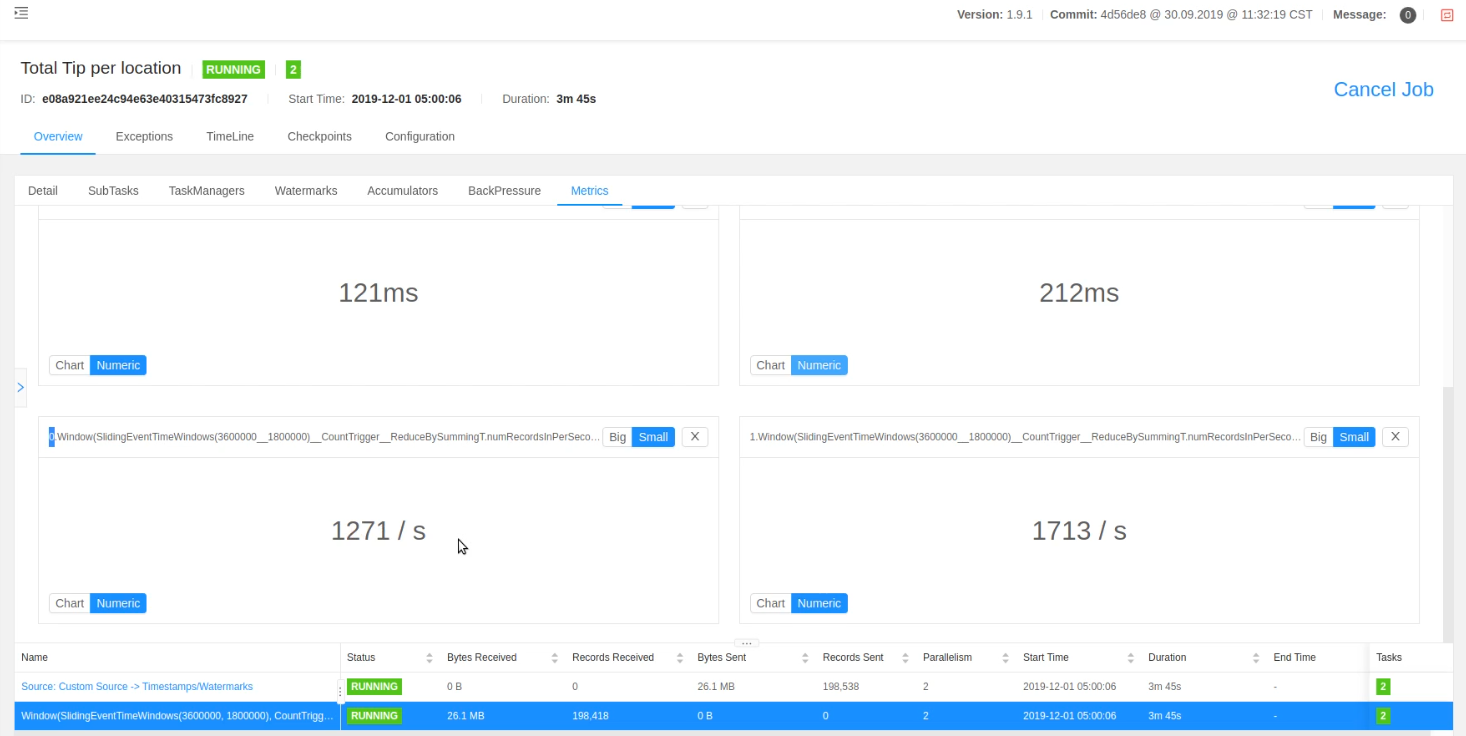 Version: 1.9.1 Commit: 4d56de8 @ 30.09.2019 @ 11:32:19 CST Message: 0
Total Tip per location RUNNING 2
ID: e08a921ee24c94e63e40315473fc8927 Start Time: 2019-12-01 05:00:06 Duration: 3m 45s
Cancel Job
Overview Exceptions TimeLine Checkpoints Configuration
Detail SubTasks TaskManagers Watermarks Accumulators BackPressure Metrics
121ms 212ms
Chart Numeric Chart Numeric
0.Window(SlidingEventTimeWindows(3600000__1800000)__CountTrigger__ReduceBySummingT.numRecordsInPerSeco... Big Small X 1.Window(SlidingEventTimeWindows(3600000__1800000)__CountTrigger__ReduceBySummingT.numRecordsInPerSeco... Big Small X
1271 / s 1713 / s
Chart Numeric Chart Numeric
Name Status Bytes Received Records Received Bytes Sent Records Sent Parallelism Start Time Duration End Time Tasks
Source: Custom Source -> Timestamps/Watermarks RUNNING 0 B 0 26.1 MB 198,538 2 2019-12-01 05:00:06 3m 45s - 2
Window(SlidingEventTimeWindows(3600000, 1800000), CountTrigg... RUNNING 26.1 MB 198,418 0 B 0 2 2019-12-01 05:00:06 3m 45s - 2